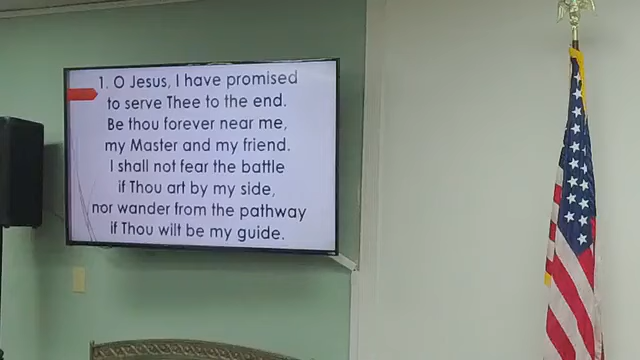 1. O Jesus, I have promised
to serve Thee to the end.
Be thou forever near me,
my Master and my friend.
I shall not fear the battle
if Thou art by my side,
nor wander from the pathway
if Thou wilt be my guide.